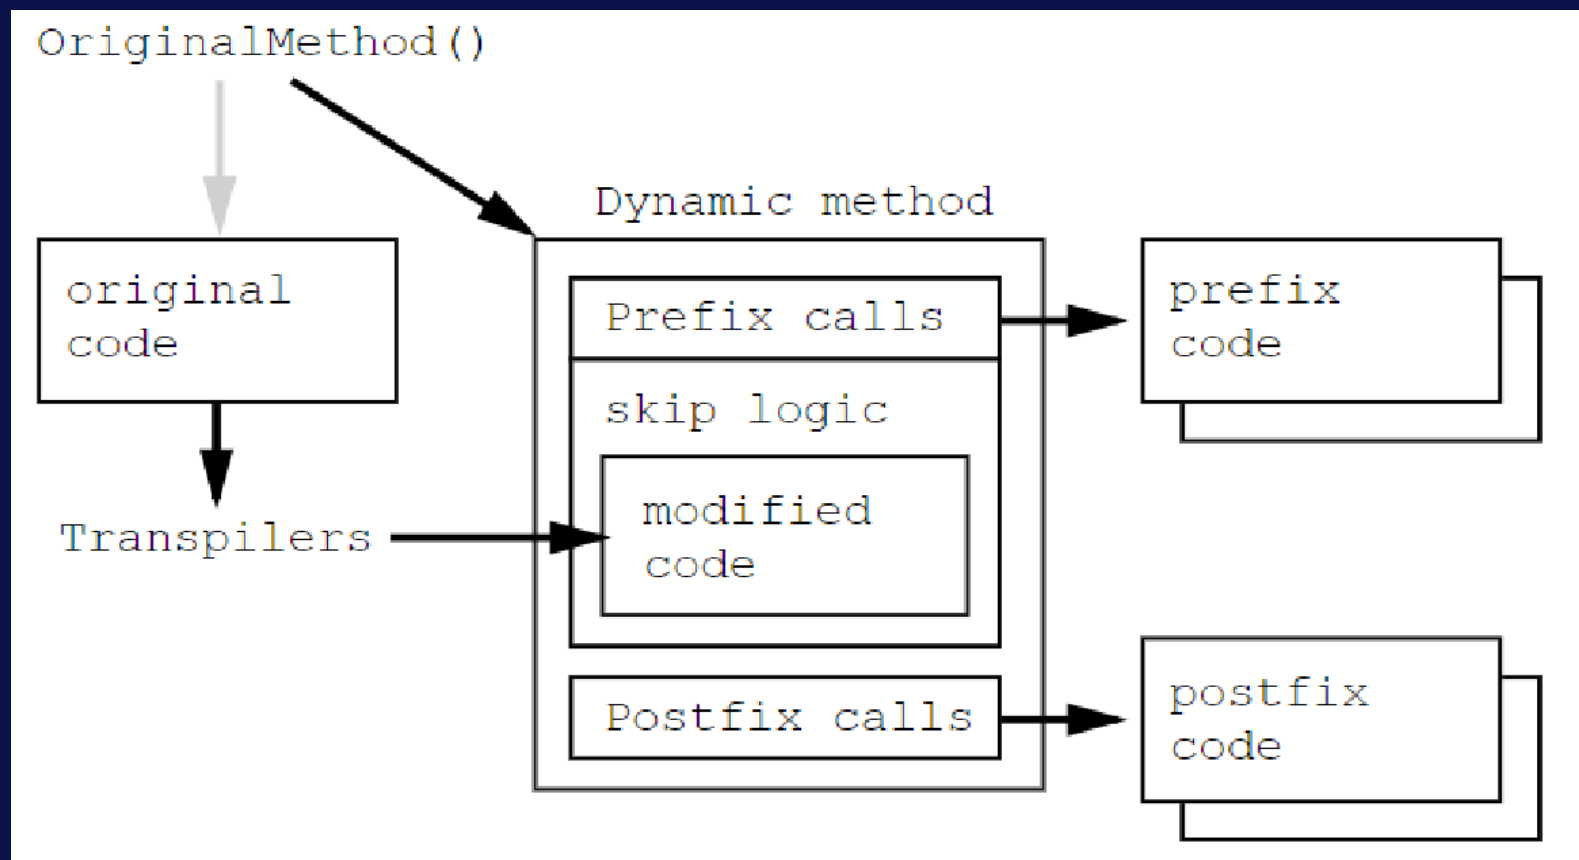 OriginalMethod()
Dynamic method
original
code
Prefix calls
prefix
code
skip logic
modified
code
Transpilers
Postfix calls
postfix
code